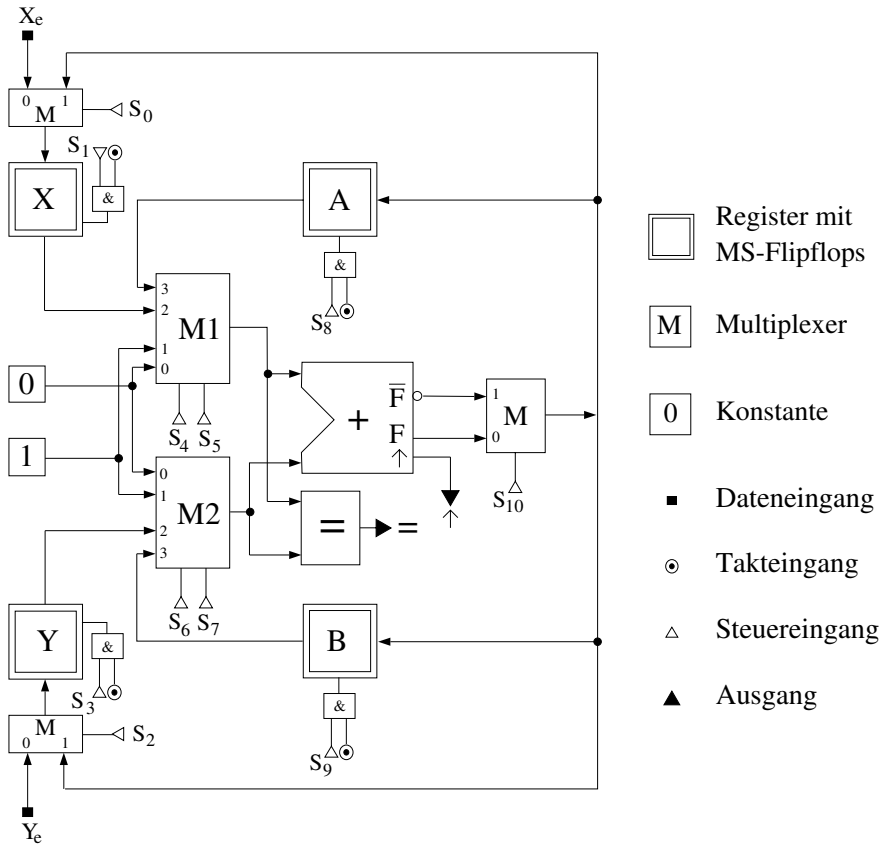 Xe
0 1
M
S0
S1
X
&
A
&
S8
Register mit
MS-Flipflops
M
Multiplexer
0
Konstante
Dateneingang
Takteingang
Steuereingang
Ausgang
3
2
1
0
M1
S4 S5
0
1
0
1
2
3
M2
S6 S7
+
F̅
F
↑
1
0
M
S10
↑
=
=
Y
&
S3
M
0 1
S2
Ye
B
&
S9